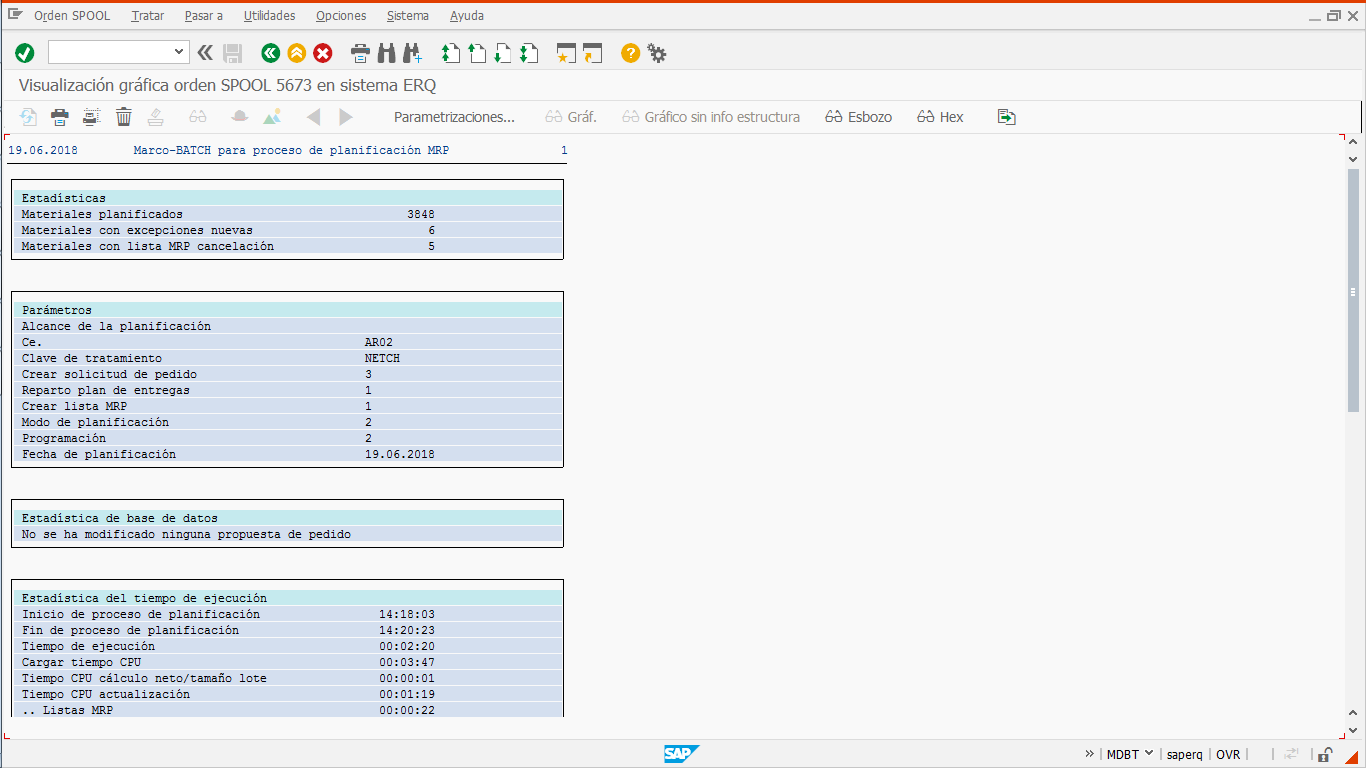 Orden SPOOL Tratar Pasar a Utilidades Opciones Sistema Ayuda
Visualización gráfica orden SPOOL 5673 en sistema ERQ
Parametrizaciones... Gráf. Gráfico sin info estructura Esbozo Hex
19.06.2018 Marco-BATCH para proceso de planificación MRP 1
Estadísticas
Materiales planificados 3848
Materiales con excepciones nuevas 6
Materiales con lista MRP cancelación 5
Parámetros
Alcance de la planificación
Ce. AR02
Clave de tratamiento NETCH
Crear solicitud de pedido 3
Reparto plan de entregas 1
Crear lista MRP 1
Modo de planificación 2
Programación 2
Fecha de planificación 19.06.2018
Estadística de base de datos
No se ha modificado ninguna propuesta de pedido
Estadística del tiempo de ejecución
Inicio de proceso de planificación 14:18:03
Fin de proceso de planificación 14:20:23
Tiempo de ejecución 00:02:20
Cargar tiempo CPU 00:03:47
Tiempo CPU cálculo neto/tamaño lote 00:00:01
Tiempo CPU actualización 00:01:19
.. Listas MRP 00:00:22
SAP
» MDBT saperq OVR